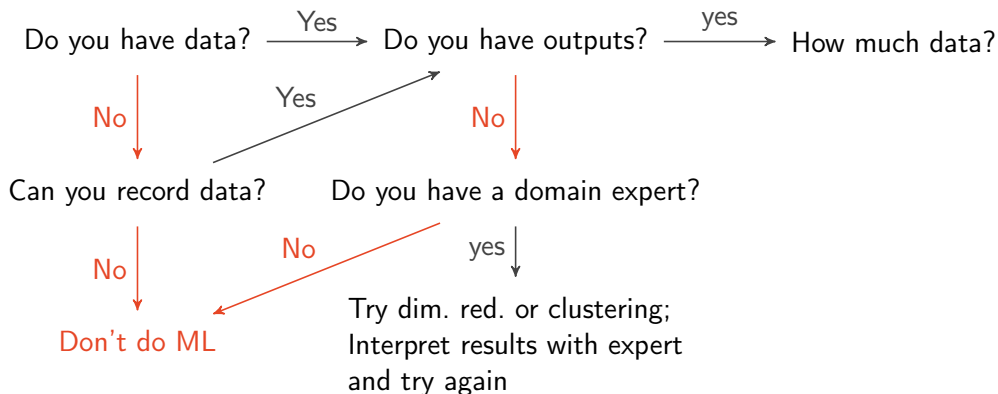 Do you have data?
Yes
Do you have outputs?
yes
How much data?
No
Yes
No
Can you record data?
Do you have a domain expert?
No
No
yes
Don't do ML
Try dim. red. or clustering;
Interpret results with expert
and try again